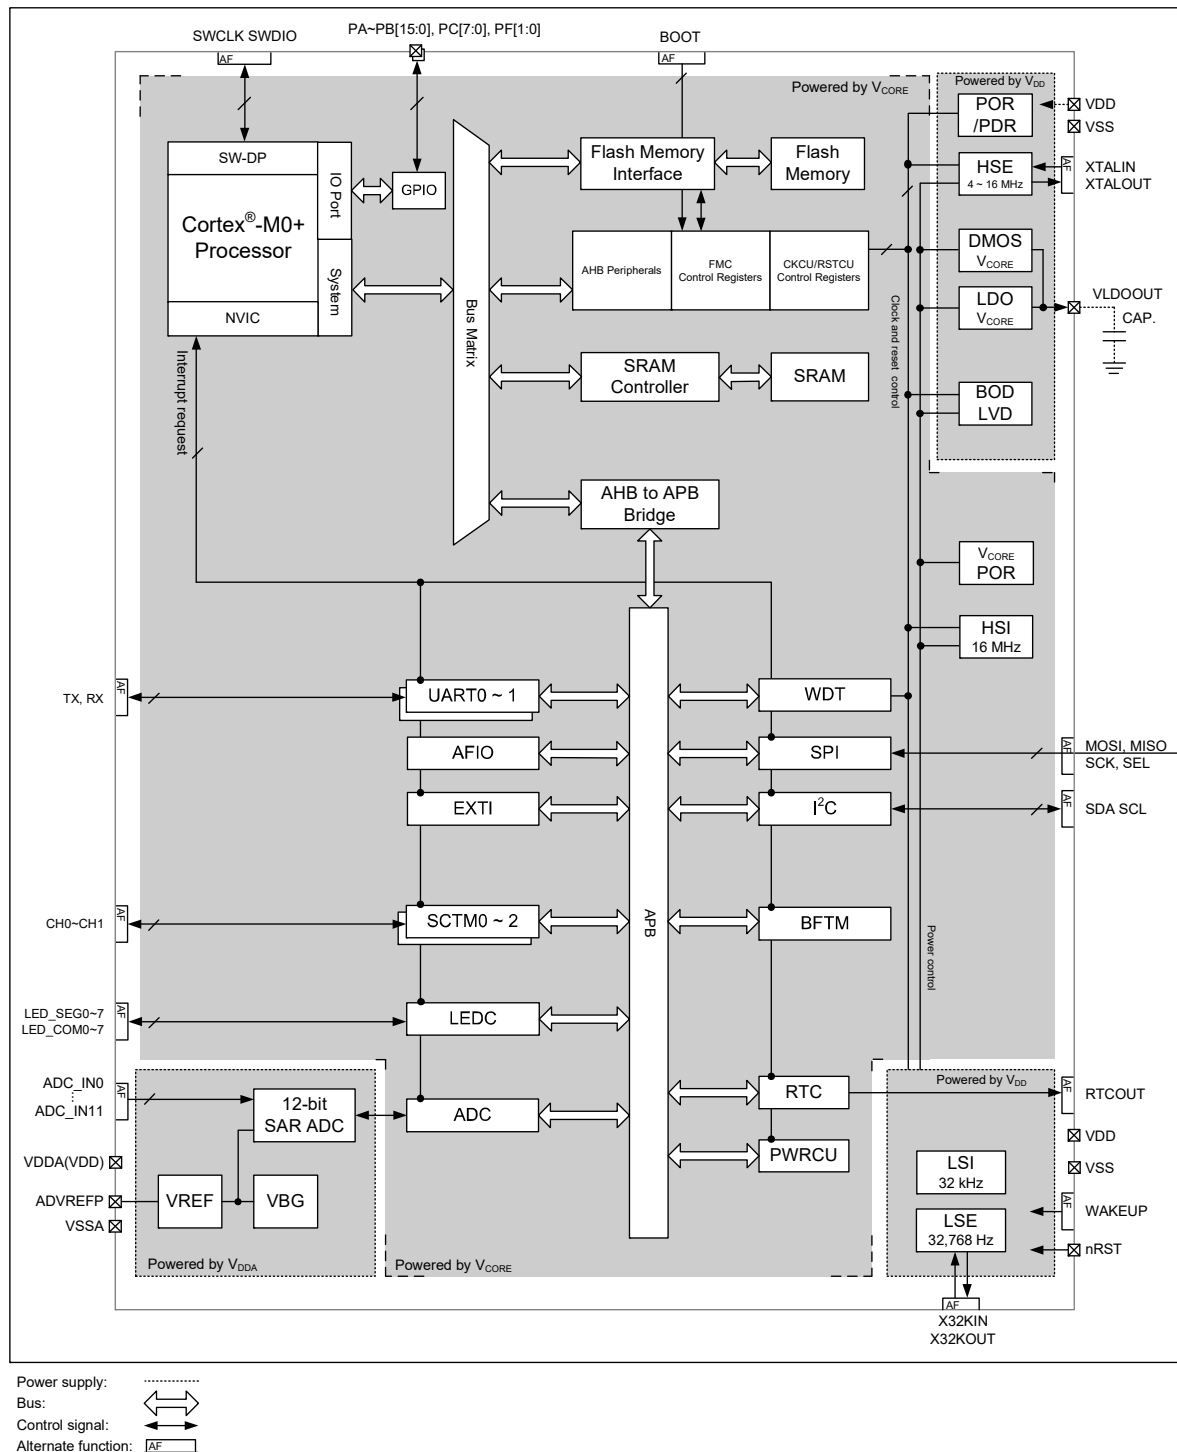 SWCLK SWDIO
AF
PA~PB[15:0], PC[7:0], PF[1:0]
BOOT
AF
Powered by VCORE
Powered by VDD
POR
/PDR
VDD
VSS
SW-DP
Cortex®-M0+
Processor
NVIC
IO Port
System
GPIO
Bus Matrix
Flash Memory
Interface
Flash
Memory
HSE
4 ~ 16 MHz
AF
XTALIN
XTALOUT
AHB Peripherals
FMC
Control Registers
CKCU/RSTCU
Control Registers
DMOS
VCORE
LDO
VCORE
VLDOOUT
CAP.
Clock and reset control
Interrupt request
SRAM
Controller
SRAM
BOD
LVD
AHB to APB
Bridge
VCORE
POR
HSI
16 MHz
TX, RX
AF
UART0 ~ 1
WDT
AFIO
SPI
AF
MOSI, MISO
SCK, SEL
EXTI
I2C
AF
SDA SCL
APB
CH0~CH1
AF
SCTM0 ~ 2
BFTM
Power control
LED_SEG0~7
LED_COM0~7
AF
LEDC
ADC_IN0
ADC_IN11
AF
12-bit
SAR ADC
ADC
RTC
Powered by VDD
AF
RTCOUT
VDD
VDDA(VDD)
PWRCU
LSI
32 kHz
VSS
ADVREFP
VREF
VBG
AF
WAKEUP
VSSA
LSE
32,768 Hz
nRST
Powered by VDDA
Powered by VCORE
AF
X32KIN
X32KOUT
Power supply:
Bus:
Control signal:
Alternate function:
AF